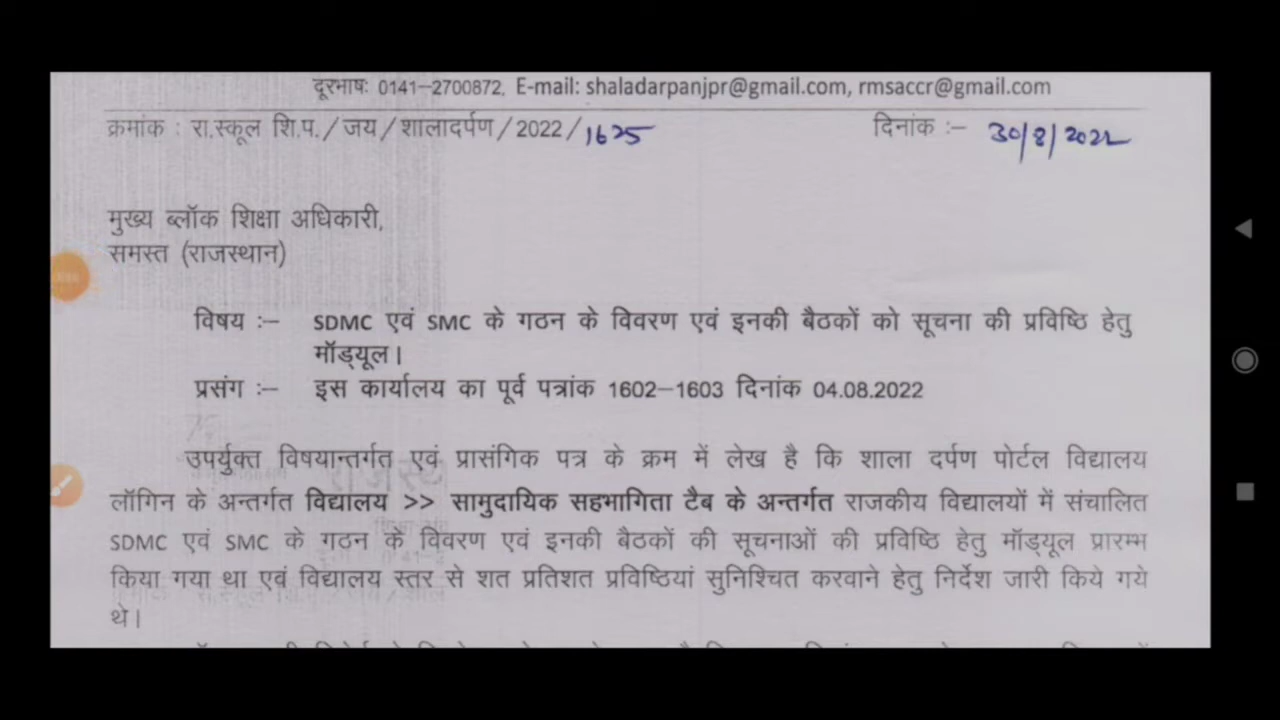 दूरभाषः 0141–2700872, E-mail: shaladarpanjpr@gmail.com, rmsaccr@gmail.com
क्रमांक : रा.स्कूल शि.प./जय/शालादर्पण/2022/1625 दिनांक :– 30/8/2022
मुख्य ब्लॉक शिक्षा अधिकारी,
समस्त (राजस्थान)
विषय :– SDMC एवं SMC के गठन के विवरण एवं इनकी बैठकों को सूचना की प्रविष्ठि हेतु
मॉड्यूल।
प्रसंग :– इस कार्यालय का पूर्व पत्रांक 1602–1603 दिनांक 04.08.2022
उपर्युक्त विषयान्तर्गत एवं प्रासंगिक पत्र के क्रम में लेख है कि शाला दर्पण पोर्टल विद्यालय
लॉगिन के अन्तर्गत विद्यालय >> सामुदायिक सहभागिता टैब के अन्तर्गत राजकीय विद्यालयों में संचालित
SDMC एवं SMC के गठन के विवरण एवं इनकी बैठकों की सूचनाओं की प्रविष्ठि हेतु मॉड्यूल प्रारम्भ
किया गया था एवं विद्यालय स्तर से शत प्रतिशत प्रविष्ठियां सुनिश्चित करवाने हेतु निर्देश जारी किये गये
थे।